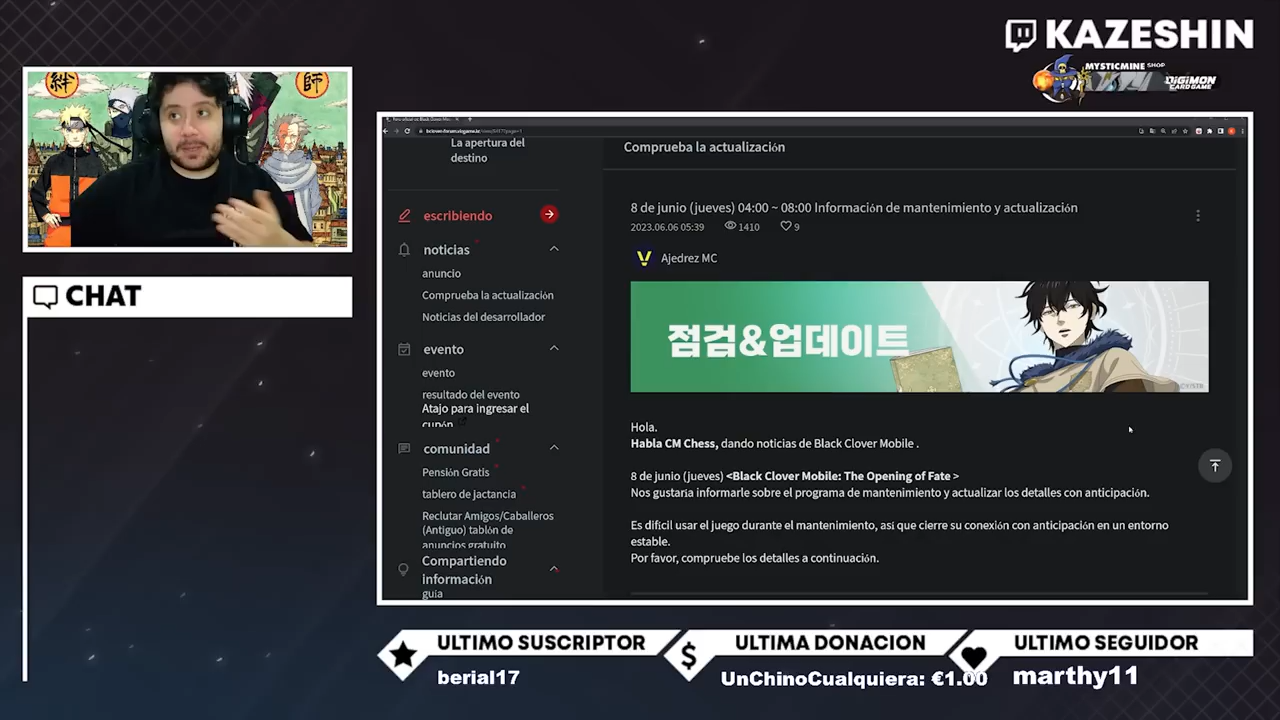 KAZESHIN
MYSTICMINE SHOP
DIGIMON
CARD GAME
絆
師
CHAT
La apertura del
destino
escribiendo
noticias
anuncio
Comprueba la actualización
Noticias del desarrollador
evento
evento
resultado del evento
Atajo para ingresar el
cupón
comunidad
Pensión Gratis
tablero de jactancia
Reclutar Amigos/Caballeros
(Antiguo) tablón de
anuncios gratuito
Compartiendo
información
guía
Comprueba la actualización
8 de junio (jueves) 04:00 ~ 08:00 Información de mantenimiento y actualización
2023.06.06 05:39 1410 9
Ajedrez MC
점검&업데이트
Hola.
Habla CM Chess, dando noticias de Black Clover Mobile .
8 de junio (jueves) <Black Clover Mobile: The Opening of Fate >
Nos gustaría informarle sobre el programa de mantenimiento y actualizar los detalles con anticipación.
Es difícil usar el juego durante el mantenimiento, así que cierre su conexión con anticipación en un entorno
estable.
Por favor, compruebe los detalles a continuación.
ULTIMO SUSCRIPTOR
berial17
ULTIMA DONACION
UnChinoCualquiera: €1.00
ULTIMO SEGUIDOR
marthy11